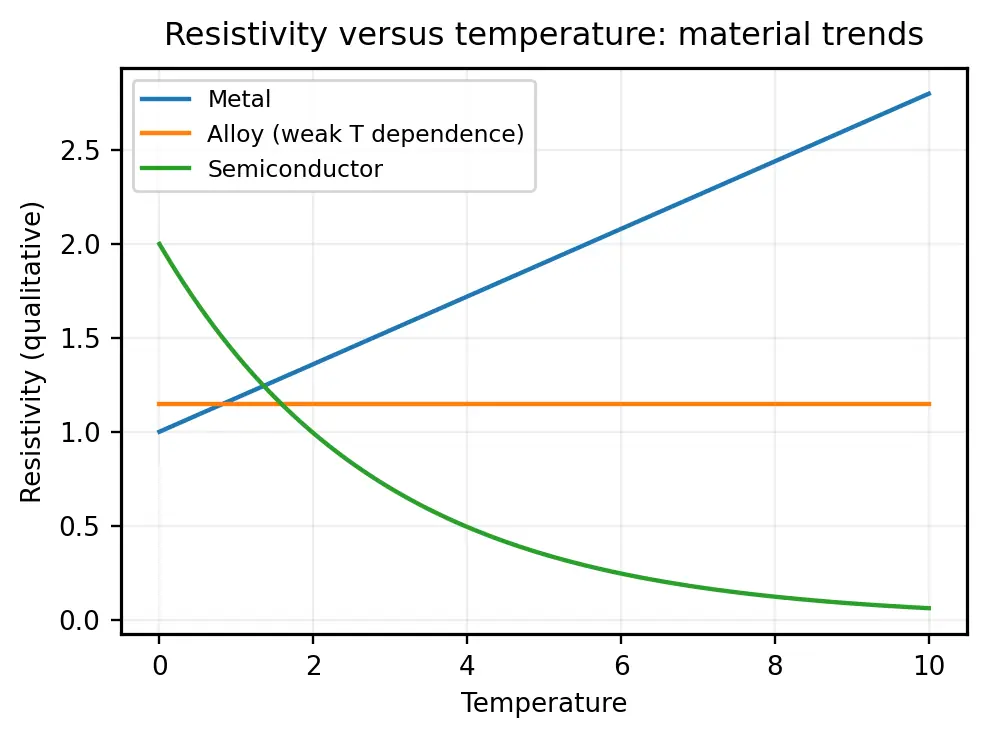 Resistivity versus temperature: material trends
Metal
Alloy (weak T dependence)
Semiconductor
Resistivity (qualitative)
2.5
2.0
1.5
1.0
0.5
0.0
0 2 4 6 8 10
Temperature